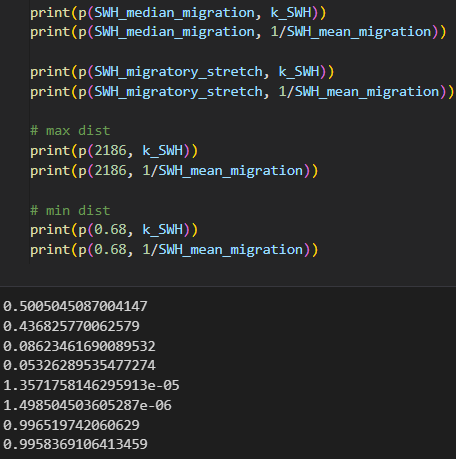 print(p(SWH_median_migration, k_SWH))
print(p(SWH_median_migration, 1/SWH_mean_migration))
print(p(SWH_migratory_stretch, k_SWH))
print(p(SWH_migratory_stretch, 1/SWH_mean_migration))
# max dist
print(p(2186, k_SWH))
print(p(2186, 1/SWH_mean_migration))
# min dist
print(p(0.68, k_SWH))
print(p(0.68, 1/SWH_mean_migration))
0.5005045087004147
0.436825770062579
0.08623461690089532
0.05326289535477274
1.3571758146295913e-05
1.498504503605287e-06
0.996519742060629
0.9958369106413459